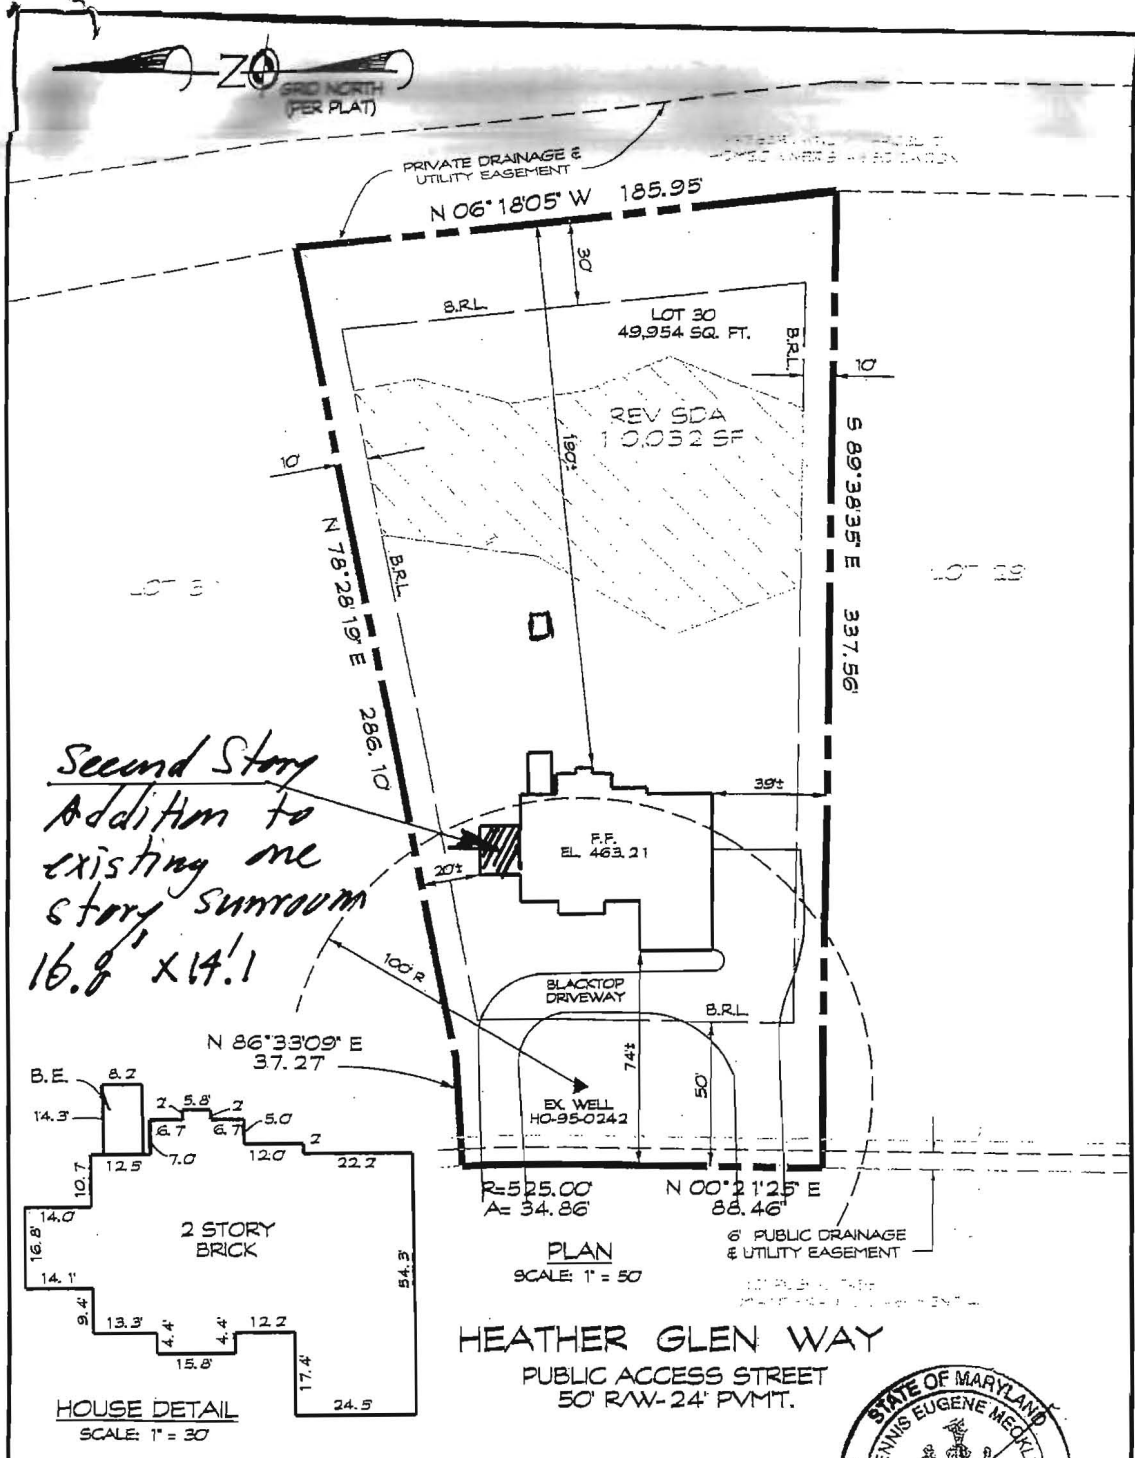 Z
GRID NORTH
(PER PLAT)
PRIVATE DRAINAGE &
UTILITY EASEMENT
N 06°18'05" W 185.95'
30'
B.R.L.
LOT 30
49,954 SQ. FT.
B.R.L.
10'
REV SDA
10,032 SF
190'±
10'
S 89°38'35" E 337.56'
N 78°28'19" E 286.10'
B.R.L.
LOT 29
Second Story
Addition to
existing one
story sunroom
16.8' X 14'.1
39'±
F.F.
EL. 463.21
20'±
100' R
BLACKTOP
DRIVEWAY
B.R.L.
74'±
50'
N 86°33'09" E
37.27'
EX. WELL
HO-95-0242
R=525.00'
A= 34.86'
N 00°21'25" E
88.46'
6' PUBLIC DRAINAGE
& UTILITY EASEMENT
PLAN
SCALE: 1" = 50'
B.E.
8.2'
14.3'
2'
5.8'
2'
6.7'
6.7'
5.0'
2'
12.5'
7.0'
12.0'
22.2'
10.7'
14.0'
16.8'
2 STORY
BRICK
54.3'
14.1'
9.4'
13.3'
4.4'
4.4'
12.2'
15.8'
17.4'
24.5'
HOUSE DETAIL
SCALE: 1" = 30'
HEATHER GLEN WAY
PUBLIC ACCESS STREET
50' R/W-24' PVMT.
STATE OF MARYLAND
ENNIS EUGENE MECKL